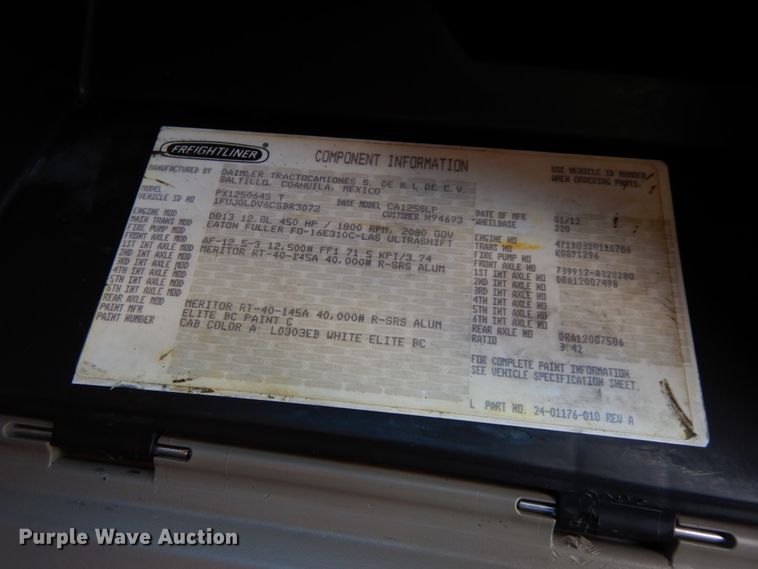 FREIGHTLINER
COMPONENT INFORMATION
USE VEHICLE ID NUMBER
WHEN ORDERING PARTS.
MANUFACTURED BY DAIMLER TRACTOCAMIONES S. DE R.L DE C.V.
SALTILLO, COAHUILA, MEXICO
MODEL PX125064S T BASE MODEL CA125SLP
VEHICLE ID NO 1FUJGLDV6CSBR3072 CUSTOMER N94693
DATE OF MFR 01/12
WHEELBASE 220
ENGINE MOD DD13 12.8L 450 HP / 1800 RPM, 2080 GOV
MAIN TRANS MOD EATON FULLER FO-16E310C-LAS ULTRASHIFT
FIRE PUMP MOD
FRONT AXLE MOD AF-12.5-3 12,500# FF1 71.5 KPI/3.74
1ST INT AXLE MOD MERITOR RT-40-145A 40,000# R-SRS ALUM
2ND INT AXLE MOD
3RD INT AXLE MOD
4TH INT AXLE MOD
5TH INT AXLE MOD
6TH INT AXLE MOD
REAR AXLE MOD MERITOR RT-40-145A 40,000# R-SRS ALUM
PAINT MFR ELITE BC PAINT C
PAINT NUMBER CAB COLOR A: L0303EB WHITE ELITE BC
ENGINE NO
TRANS NO K0891296
FIRE PUMP NO
FRONT AXLE NO
1ST INT AXLE NO DRA12007498
2ND INT AXLE NO
3RD INT AXLE NO
4TH INT AXLE NO
5TH INT AXLE NO
6TH INT AXLE NO
REAR AXLE NO DRA12007506
RATIO 3.42
FOR COMPLETE PAINT INFORMATION
SEE VEHICLE SPECIFICATION SHEET.
L PART NO. 24-01176-010 REV A
Purple Wave Auction